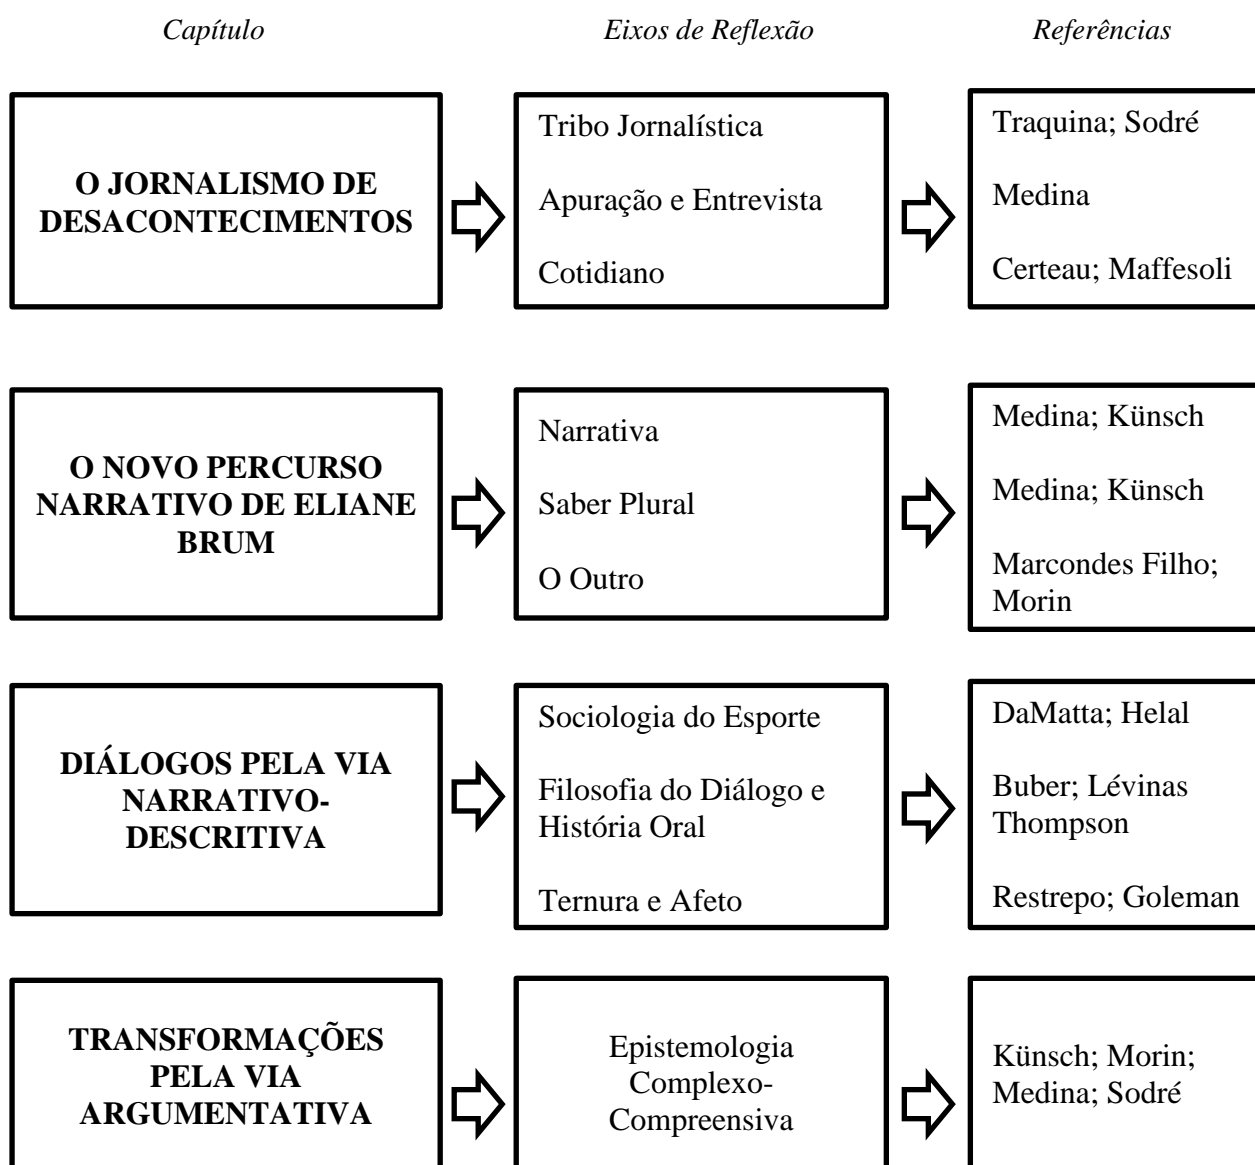 Capítulo
Eixos de Reflexão
Referências
O JORNALISMO DE
DESACONTECIMENTOS
Tribo Jornalística
Apuração e Entrevista
Cotidiano
Traquina; Sodré
Medina
Certeau; Maffesoli
O NOVO PERCURSO
NARRATIVO DE ELIANE
BRUM
Narrativa
Saber Plural
O Outro
Medina; Künsch
Medina; Künsch
Marcondes Filho;
Morin
DIÁLOGOS PELA VIA
NARRATIVO-
DESCRITIVA
Sociologia do Esporte
Filosofia do Diálogo e
História Oral
Ternura e Afeto
DaMatta; Helal
Buber; Lévinas
Thompson
Restrepo; Goleman
TRANSFORMAÇÕES
PELA VIA
ARGUMENTATIVA
Epistemologia
Complexo-
Compreensiva
Künsch; Morin;
Medina; Sodré